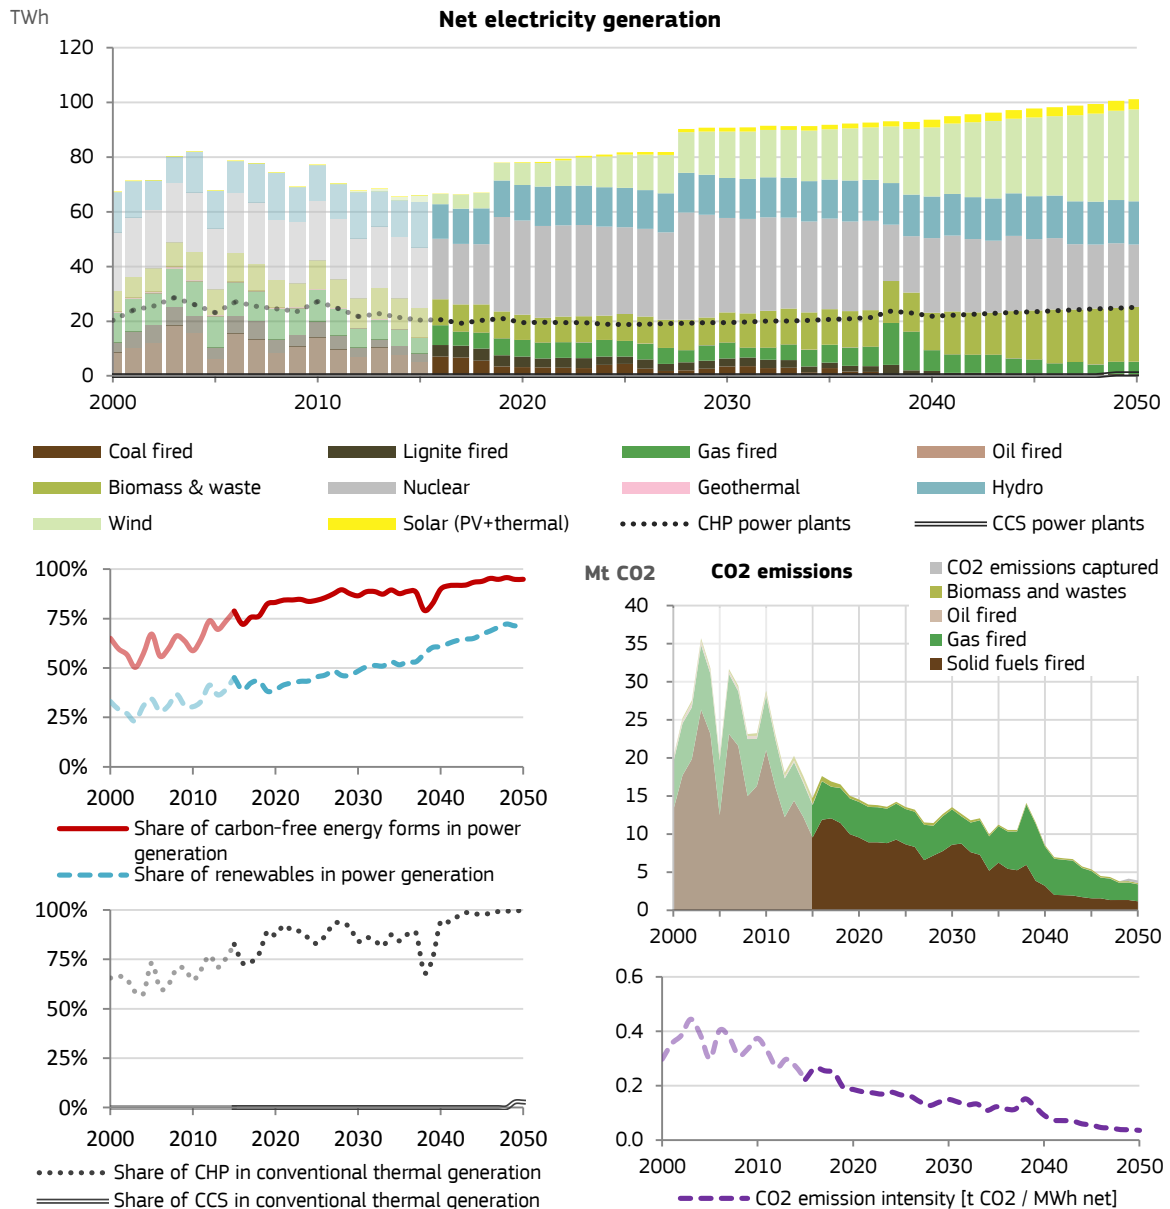 TWh
Net electricity generation
120
100
80
60
40
20
0
2000 2010 2020 2030 2040 2050
Coal fired Lignite fired Gas fired Oil fired
Biomass & waste Nuclear Geothermal Hydro
Wind Solar (PV+thermal) CHP power plants CCS power plants
100%
75%
50%
25%
0%
2000 2010 2020 2030 2040 2050
Share of carbon-free energy forms in power
generation
Share of renewables in power generation
Mt CO2 CO2 emissions
CO2 emissions captured
Biomass and wastes
Oil fired
Gas fired
Solid fuels fired
40
35
30
25
20
15
10
5
0
2000 2010 2020 2030 2040 2050
100%
75%
50%
25%
0%
2000 2010 2020 2030 2040 2050
Share of CHP in conventional thermal generation
Share of CCS in conventional thermal generation
0.6
0.4
0.2
0.0
2000 2010 2020 2030 2040 2050
CO2 emission intensity [t CO2 / MWh net]